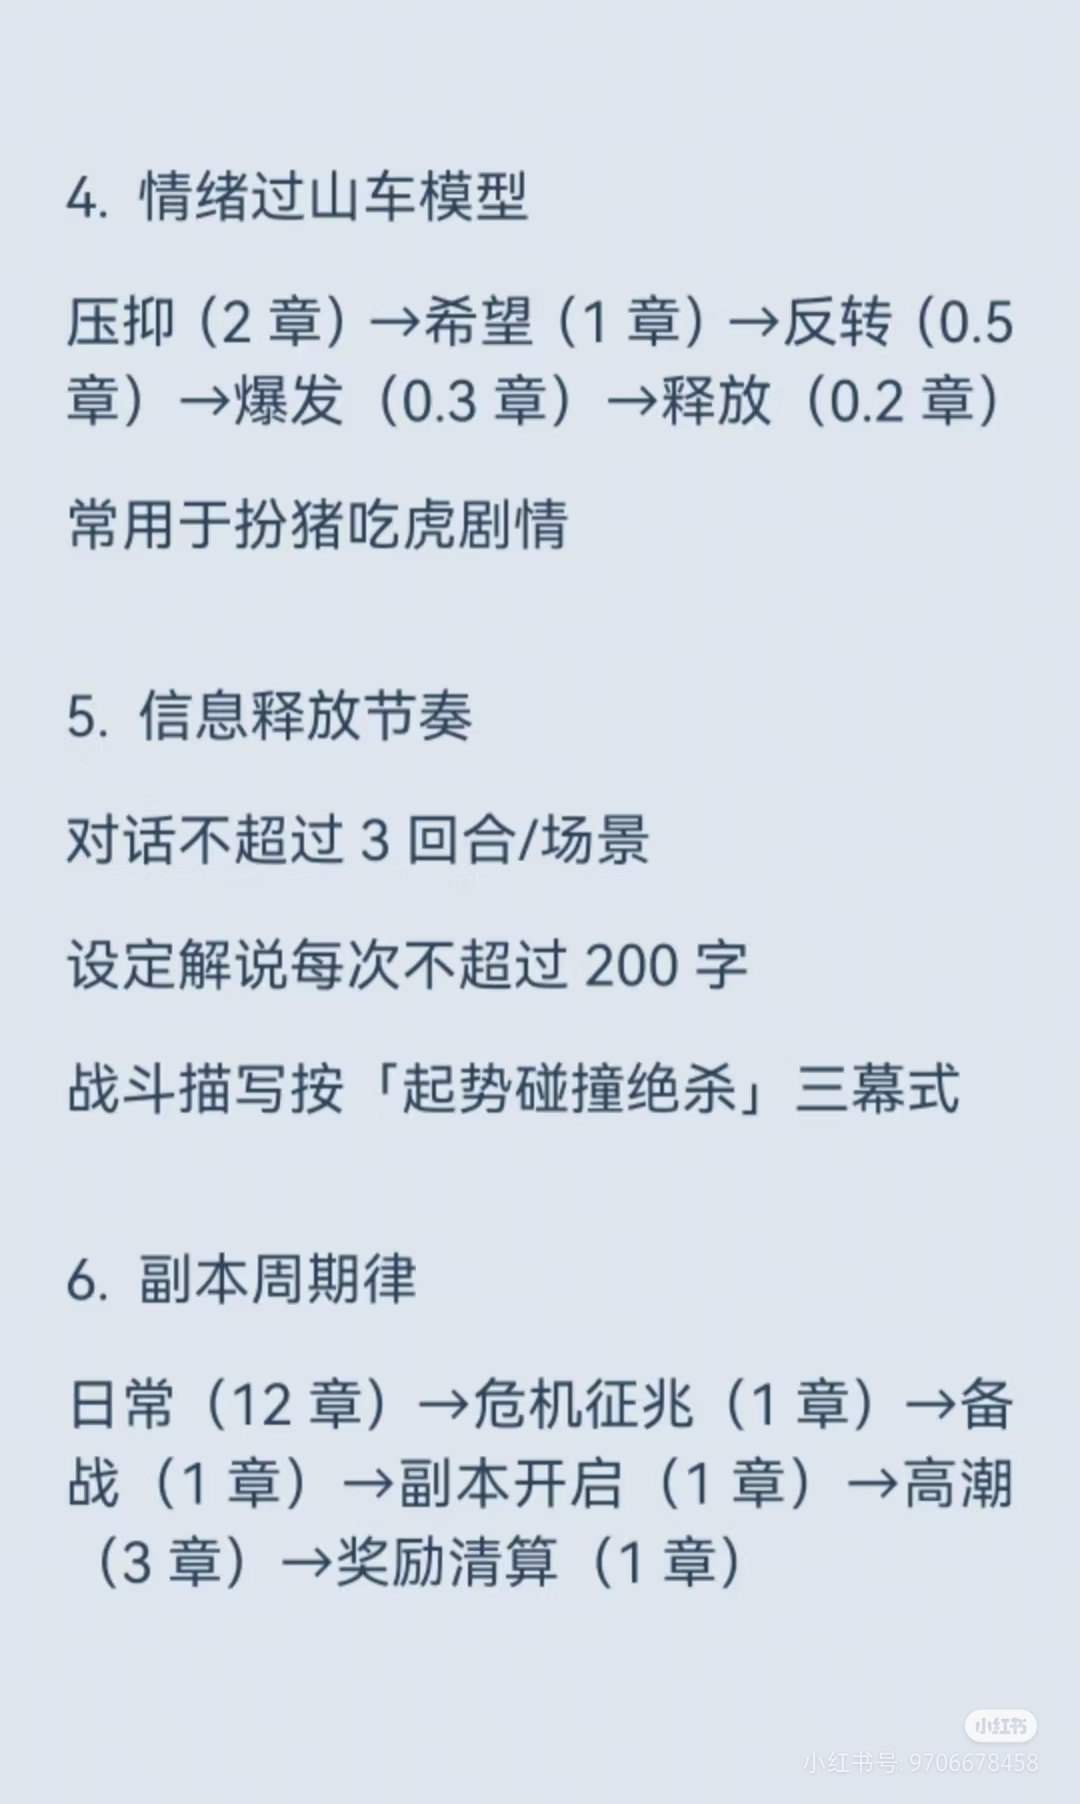 4. 情绪过山车模型
压抑（2 章）→希望（1 章）→反转（0.5
章）→爆发（0.3 章）→释放（0.2 章）
常用于扮猪吃虎剧情
5. 信息释放节奏
对话不超过 3 回合/场景
设定解说每次不超过 200 字
战斗描写按「起势碰撞绝杀」三幕式
6. 副本周期律
日常（12 章）→危机征兆（1 章）→备
战（1 章）→副本开启（1 章）→高潮
（3 章）→奖励清算（1 章）
小红书
小红书号: 9706678458